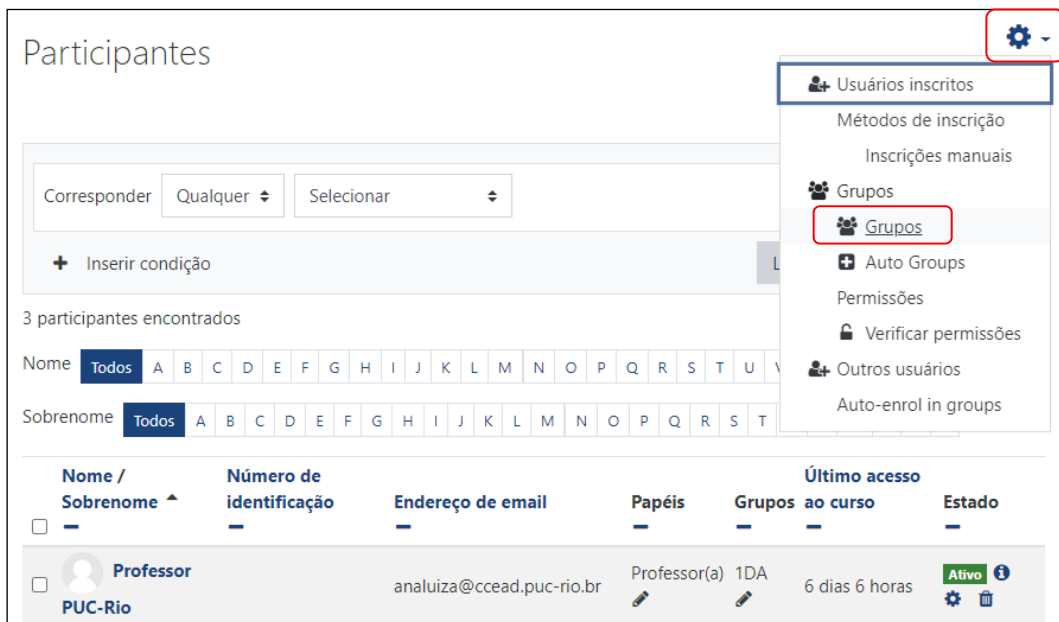 Participantes
Usuários inscritos
Métodos de inscrição
Inscrições manuais
Grupos
Grupos
Auto Groups
Permissões
Verificar permissões
Outros usuários
Auto-enrol in groups
Corresponder Qualquer Selecionar
Inserir condição L
3 participantes encontrados
Nome Todos A B C D E F G H I J K L M N O P Q R S T U
Sobrenome Todos A B C D E F G H I J K L M N O P Q R S T
Nome / Sobrenome
Número de identificação
Endereço de email
Papéis
Grupos
Último acesso ao curso
Estado
Professor PUC-Rio
analuiza@ccead.puc-rio.br
Professor(a)
1DA
6 dias 6 horas
Ativo